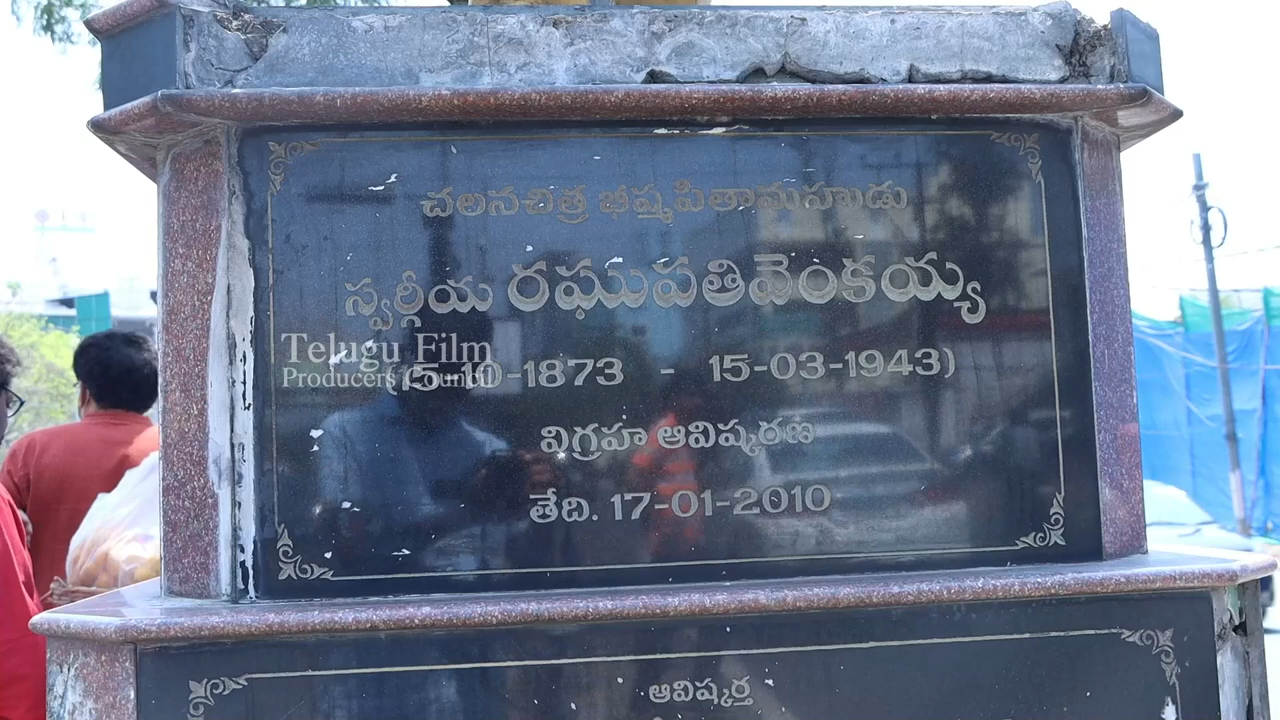 చలనచిత్ర భీష్మపితామహుడు
స్వర్గీయ రఘుపతివెంకయ్య
Telugu Film
Producers Council
(15-10-1873 - 15-03-1943)
విగ్రహ ఆవిష్కరణ
తేది. 17-01-2010
ఆవిష్కర్త